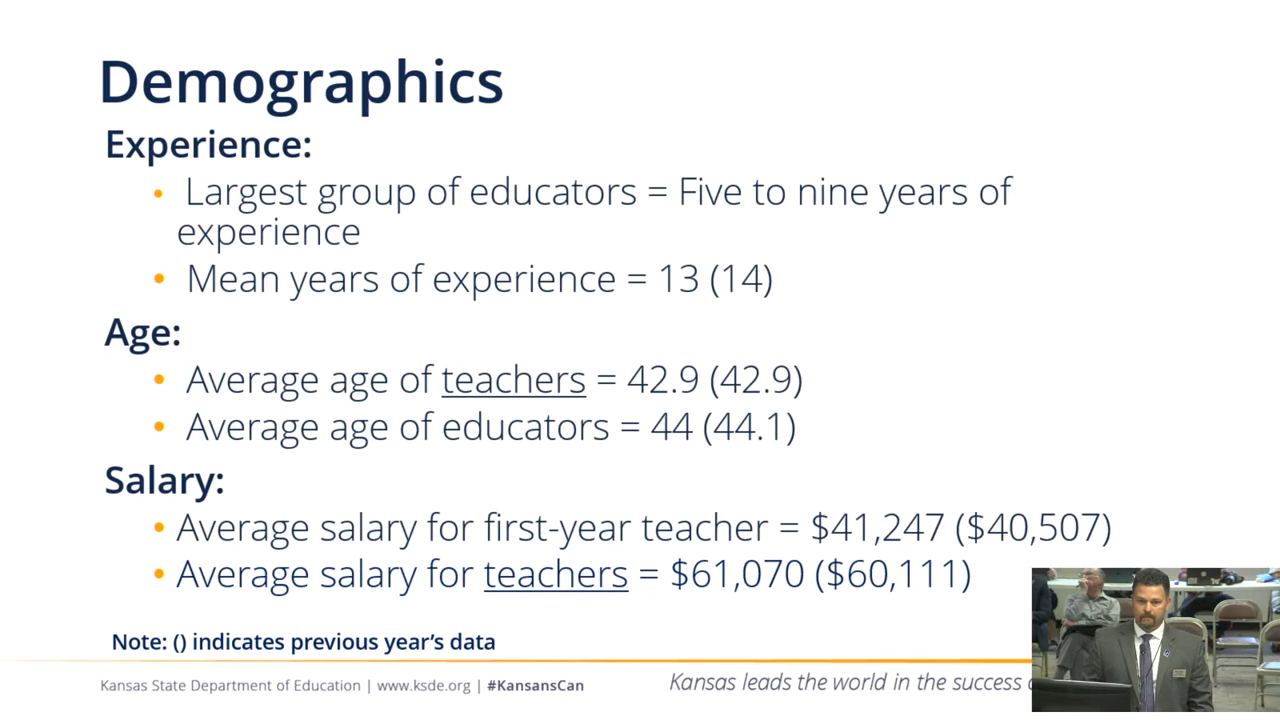 Demographics
Experience:
• Largest group of educators = Five to nine years of
experience
• Mean years of experience = 13 (14)
Age:
• Average age of teachers = 42.9 (42.9)
• Average age of educators = 44 (44.1)
Salary:
• Average salary for first-year teacher = $41,247 ($40,507)
• Average salary for teachers = $61,070 ($60,111)
Note: () indicates previous year's data
Kansas State Department of Education | www.ksde.org | #KansansCan
Kansas leads the world in the success